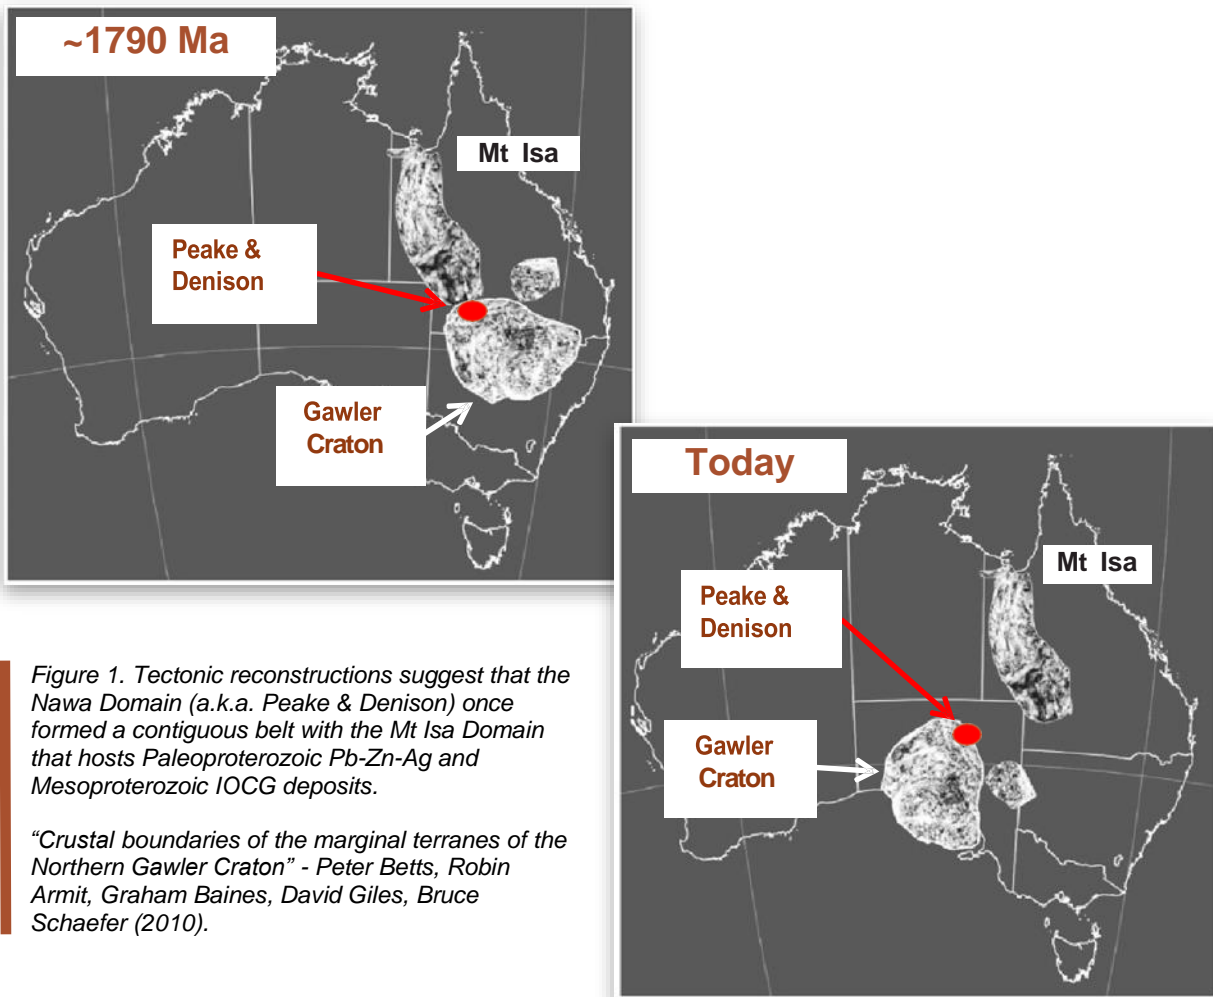 ~1790 Ma
Mt Isa
Peake &
Denison
Gawler
Craton
Today
Mt Isa
Peake &
Denison
Gawler
Craton
Figure 1. Tectonic reconstructions suggest that the
Nawa Domain (a.k.a. Peake & Denison) once
formed a contiguous belt with the Mt Isa Domain
that hosts Paleoproterozoic Pb-Zn-Ag and
Mesoproterozoic IOCG deposits.
“Crustal boundaries of the marginal terranes of the
Northern Gawler Craton” - Peter Betts, Robin
Armit, Graham Baines, David Giles, Bruce
Schaefer (2010).